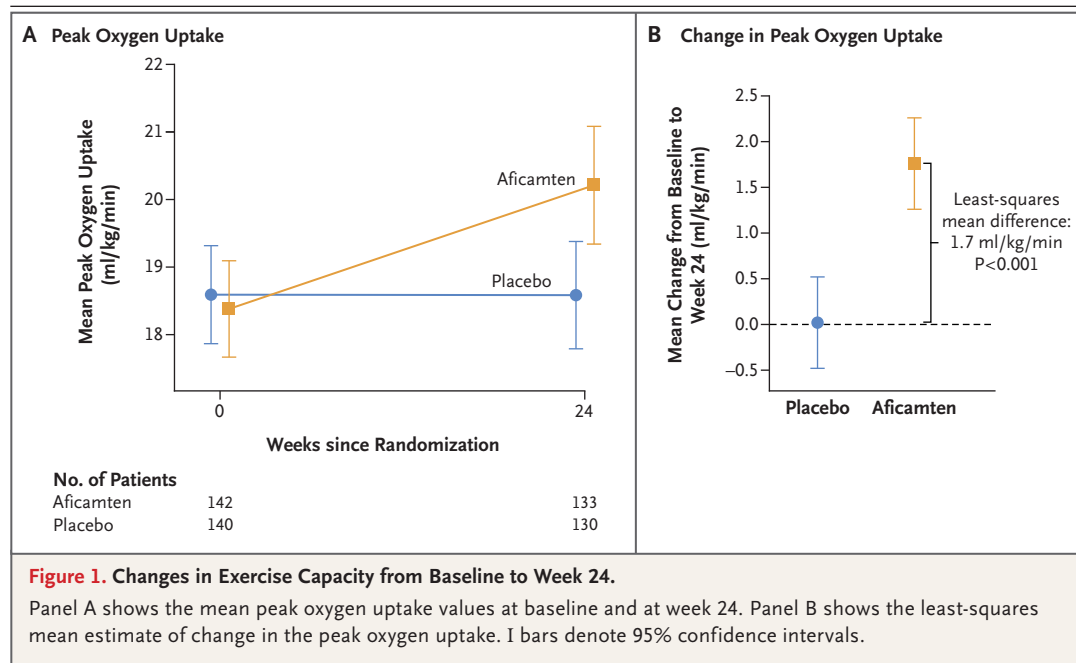 A Peak Oxygen Uptake
Mean Peak Oxygen Uptake
(ml/kg/min)
22
21
20
19
18
Aficamten
Placebo
0
24
Weeks since Randomization
No. of Patients
Aficamten 142 133
Placebo 140 130
B Change in Peak Oxygen Uptake
Mean Change from Baseline to
Week 24 (ml/kg/min)
2.5
2.0
1.5
1.0
0.5
0.0
−0.5
Least-squares
mean difference:
1.7 ml/kg/min
P<0.001
Placebo Aficamten
Figure 1. Changes in Exercise Capacity from Baseline to Week 24.
Panel A shows the mean peak oxygen uptake values at baseline and at week 24. Panel B shows the least-squares
mean estimate of change in the peak oxygen uptake. I bars denote 95% confidence intervals.